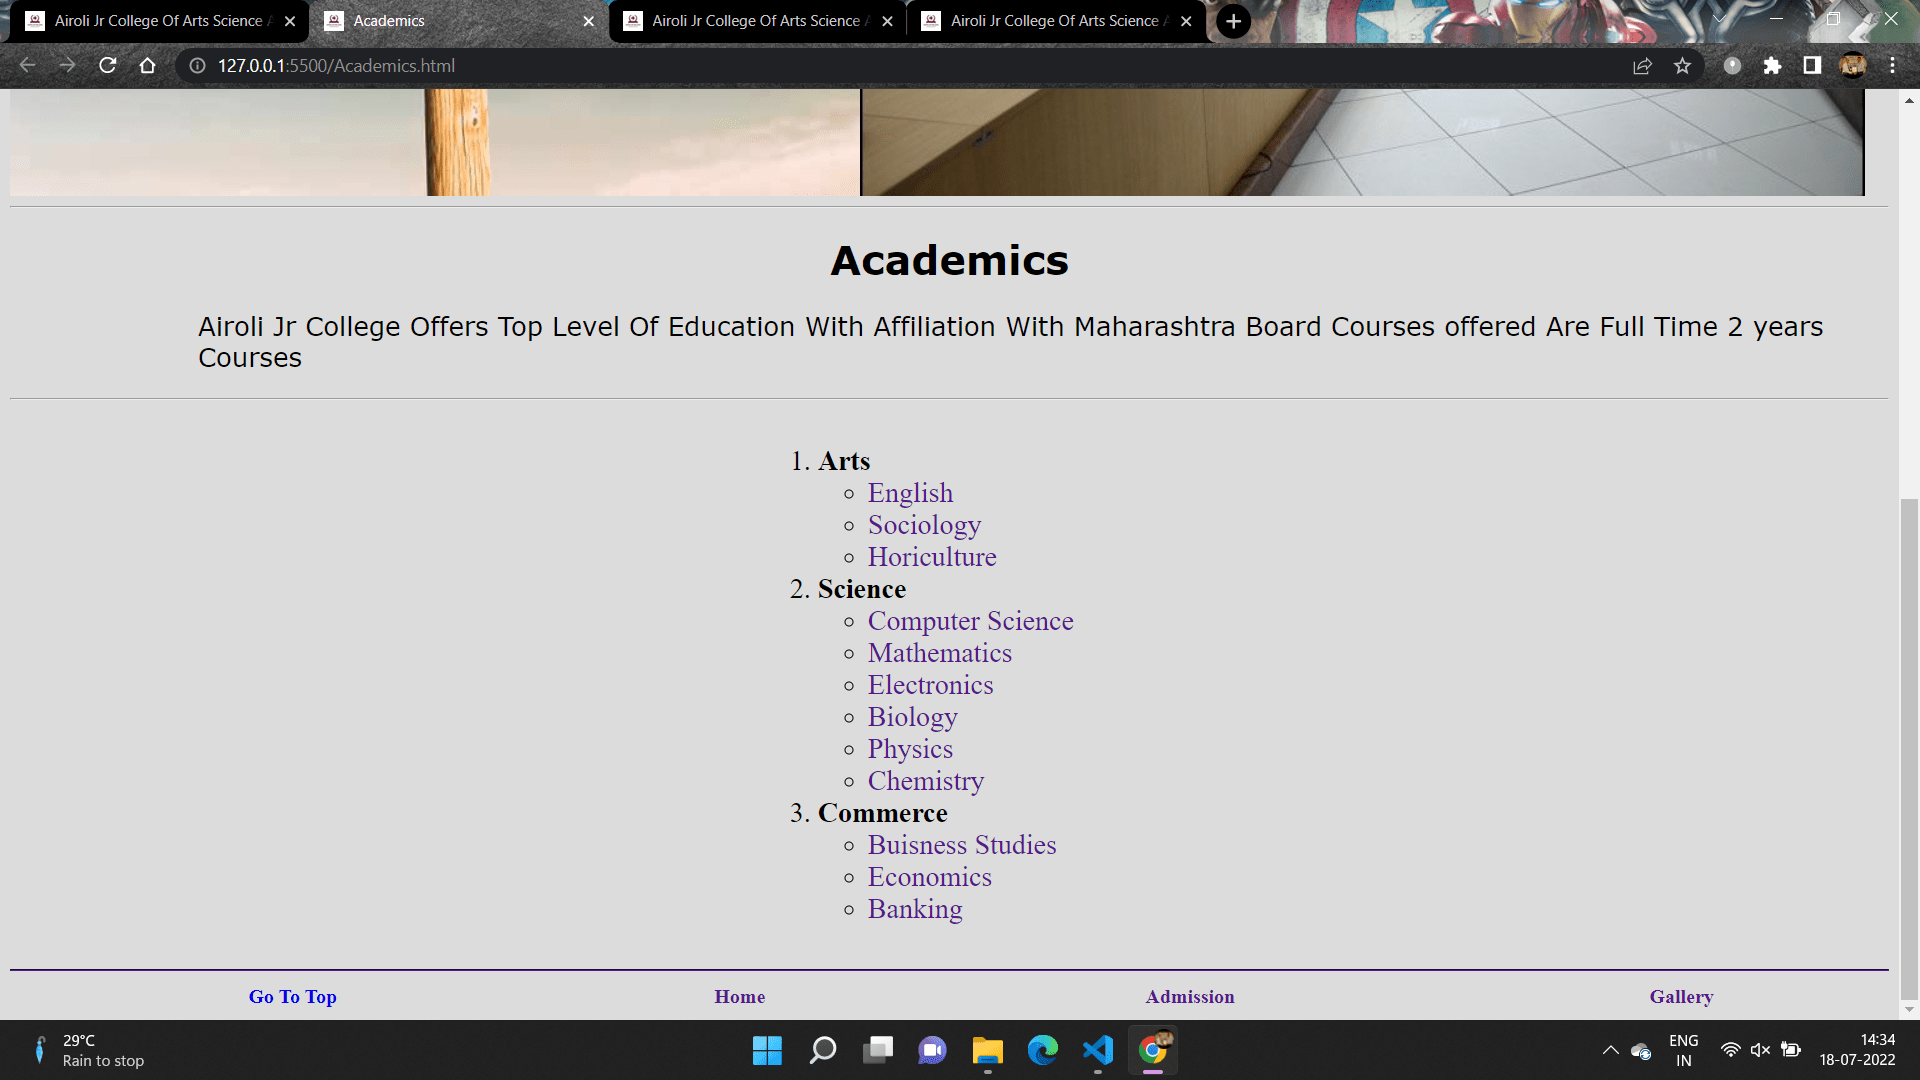 Airoli Jr College Of Arts Science
Academics
Airoli Jr College Of Arts Science
Airoli Jr College Of Arts Science
127.0.0.1:5500/Academics.html
Academics
Airoli Jr College Offers Top Level Of Education With Affiliation With Maharashtra Board Courses offered Are Full Time 2 years
Courses
1. Arts
English
Sociology
Horiculture
2. Science
Computer Science
Mathematics
Electronics
Biology
Physics
Chemistry
3. Commerce
Buisness Studies
Economics
Banking
Go To Top Home Admission Gallery
29°C
Rain to stop
ENG
IN
14:34
18-07-2022